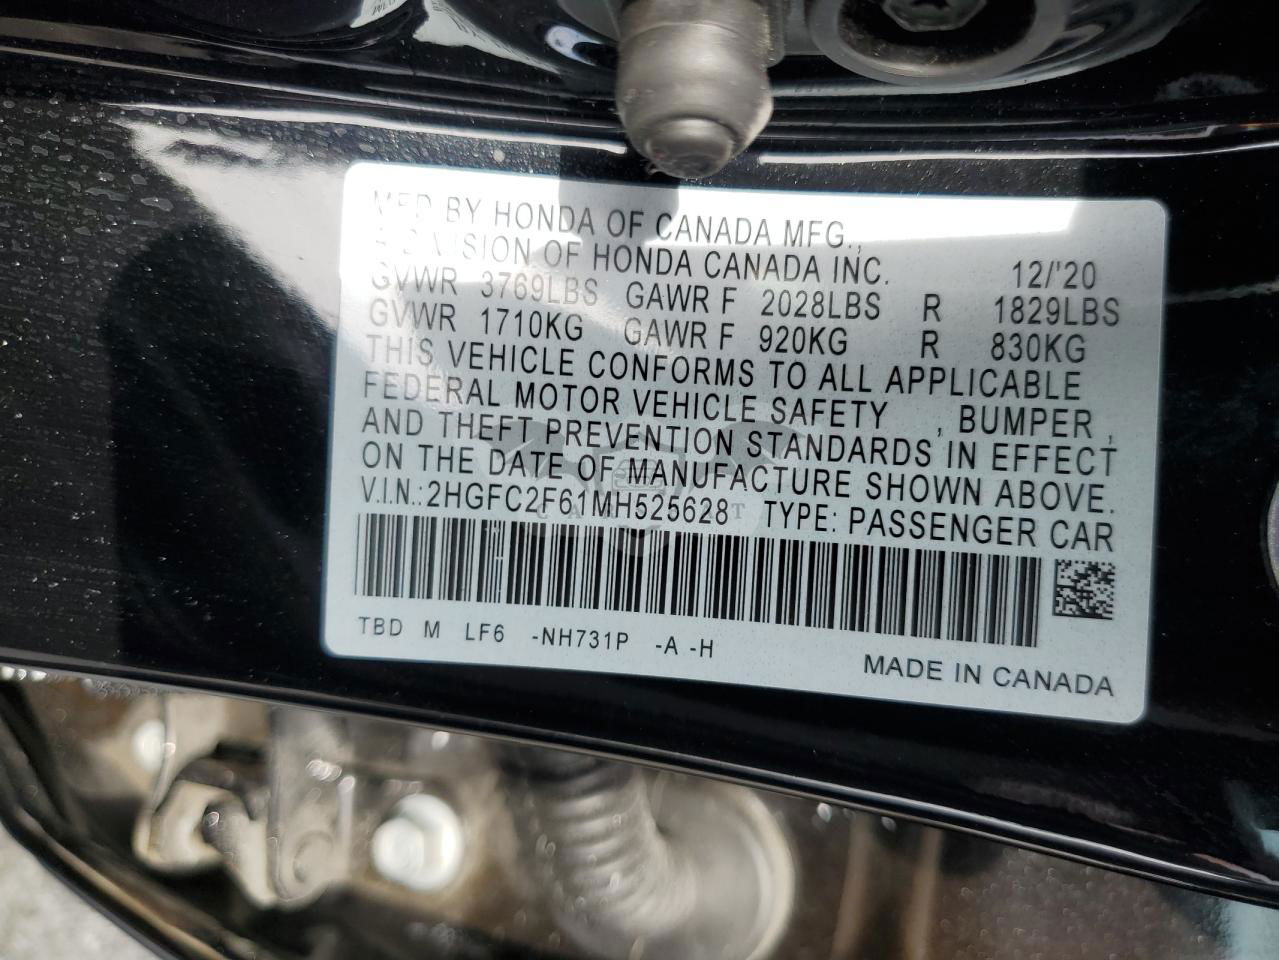 MFD BY HONDA OF CANADA MFG.,
A DIVISION OF HONDA CANADA INC. 12/'20
GVWR 3769LBS GAWR F 2028LBS R 1829LBS
GVWR 1710KG GAWR F 920KG R 830KG
THIS VEHICLE CONFORMS TO ALL APPLICABLE
FEDERAL MOTOR VEHICLE SAFETY , BUMPER ,
AND THEFT PREVENTION STANDARDS IN EFFECT
ON THE DATE OF MANUFACTURE SHOWN ABOVE.
V.I.N.:2HGFC2F61MH525628 TYPE: PASSENGER CAR
TBD M LF6 -NH731P -A -H
MADE IN CANADA